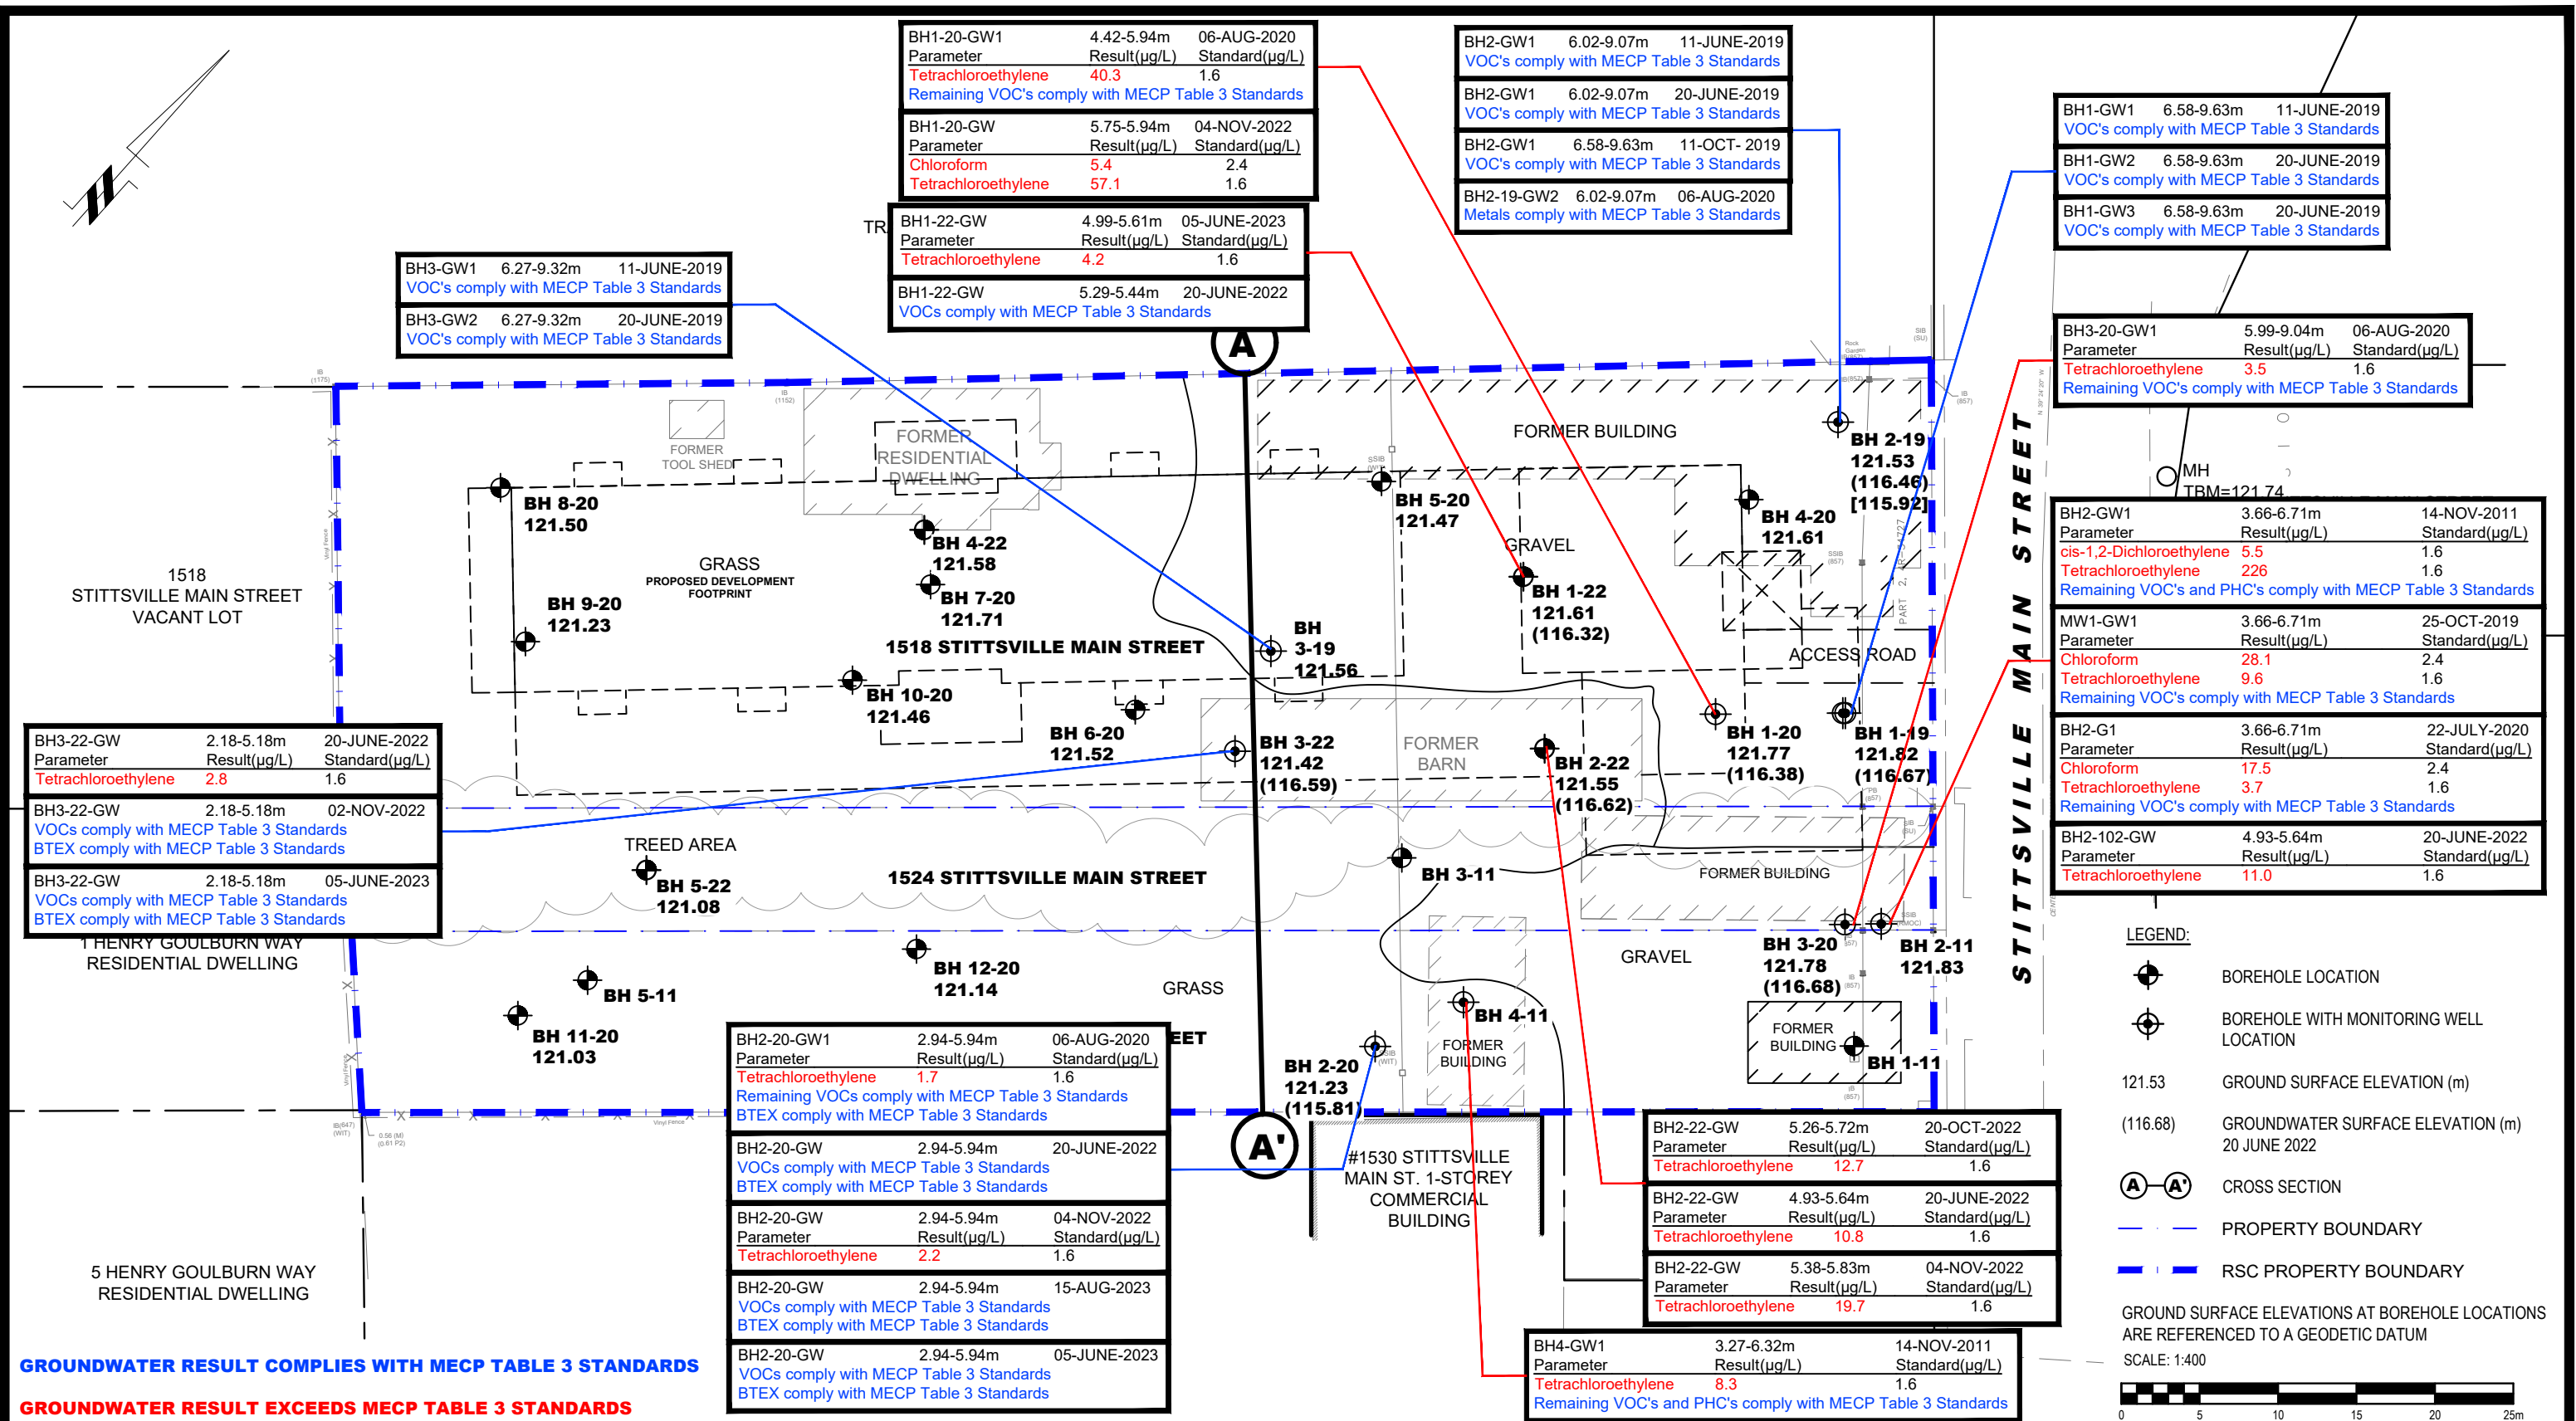 BH1-20-GW1 4.42-5.94m 06-AUG-2020
Parameter Result(µg/L) Standard(µg/L)
Tetrachloroethylene 40.3 1.6
Remaining VOC's comply with MECP Table 3 Standards
BH1-20-GW 5.75-5.94m 04-NOV-2022
Parameter Result(µg/L) Standard(µg/L)
Chloroform 5.4 2.4
Tetrachloroethylene 57.1 1.6
BH1-22-GW 4.99-5.61m 05-JUNE-2023
Parameter Result(µg/L) Standard(µg/L)
Tetrachloroethylene 4.2 1.6
BH1-22-GW 5.29-5.44m 20-JUNE-2022
VOCs comply with MECP Table 3 Standards
TR
BH2-GW1 6.02-9.07m 11-JUNE-2019
VOC's comply with MECP Table 3 Standards
BH2-GW1 6.02-9.07m 20-JUNE-2019
VOC's comply with MECP Table 3 Standards
BH2-GW1 6.58-9.63m 11-OCT- 2019
VOC's comply with MECP Table 3 Standards
BH2-19-GW2 6.02-9.07m 06-AUG-2020
Metals comply with MECP Table 3 Standards
BH1-GW1 6.58-9.63m 11-JUNE-2019
VOC's comply with MECP Table 3 Standards
BH1-GW2 6.58-9.63m 20-JUNE-2019
VOC's comply with MECP Table 3 Standards
BH1-GW3 6.58-9.63m 20-JUNE-2019
VOC's comply with MECP Table 3 Standards
BH3-GW1 6.27-9.32m 11-JUNE-2019
VOC's comply with MECP Table 3 Standards
BH3-GW2 6.27-9.32m 20-JUNE-2019
VOC's comply with MECP Table 3 Standards
BH3-20-GW1 5.99-9.04m 06-AUG-2020
Parameter Result(µg/L) Standard(µg/L)
Tetrachloroethylene 3.5 1.6
Remaining VOC's comply with MECP Table 3 Standards
MH
TBM=121.74
BH2-GW1 3.66-6.71m 14-NOV-2011
Parameter Result(µg/L) Standard(µg/L)
cis-1,2-Dichloroethylene 5.5 1.6
Tetrachloroethylene 226 1.6
Remaining VOC's and PHC's comply with MECP Table 3 Standards
MW1-GW1 3.66-6.71m 25-OCT-2019
Parameter Result(µg/L) Standard(µg/L)
Chloroform 28.1 2.4
Tetrachloroethylene 9.6 1.6
Remaining VOC's comply with MECP Table 3 Standards
BH2-G1 3.66-6.71m 22-JULY-2020
Parameter Result(µg/L) Standard(µg/L)
Chloroform 17.5 2.4
Tetrachloroethylene 3.7 1.6
Remaining VOC's comply with MECP Table 3 Standards
BH2-102-GW 4.93-5.64m 20-JUNE-2022
Parameter Result(µg/L) Standard(µg/L)
Tetrachloroethylene 11.0 1.6
A
IB
(1175)
IB
(1152)
Rock
Garden
SIB
(SU)
IB
(857)
FORMER
TOOL SHED
FORMER
RESIDENTIAL
DWELLING
FORMER BUILDING
BH 2-19
121.53
(116.46)
[115.92]
BH 8-20
121.50
BH 4-22
121.58
BH 7-20
121.71
GRASS
PROPOSED DEVELOPMENT
FOOTPRINT
BH 5-20
121.47
GRAVEL
BH 4-20
121.61
SSIB
(857)
BH 1-22
121.61
(116.32)
1518
STITTSVILLE MAIN STREET
VACANT LOT
BH 9-20
121.23
1518 STITTSVILLE MAIN STREET
BH
3-19
121.56
ACCESS ROAD
STITTSVILLE MAIN STREET
BH 10-20
121.46
BH 6-20
121.52
BH 3-22
121.42
(116.59)
FORMER
BARN
BH 2-22
121.55
(116.62)
BH 1-20
121.77
(116.38)
BH 1-19
121.82
(116.67)
BH3-22-GW 2.18-5.18m 20-JUNE-2022
Parameter Result(µg/L) Standard(µg/L)
Tetrachloroethylene 2.8 1.6
BH3-22-GW 2.18-5.18m 02-NOV-2022
VOCs comply with MECP Table 3 Standards
BTEX comply with MECP Table 3 Standards
BH3-22-GW 2.18-5.18m 05-JUNE-2023
VOCs comply with MECP Table 3 Standards
BTEX comply with MECP Table 3 Standards
1 HENRY GOULBURN WAY
RESIDENTIAL DWELLING
TREED AREA
BH 5-22
121.08
1524 STITTSVILLE MAIN STREET
BH 3-11
FORMER BUILDING
BH 3-20
121.78
(116.68)
BH 2-11
121.83
GRAVEL
BH 12-20
121.14
GRASS
BH 5-11
BH 11-20
121.03
BH 4-11
FORMER
BUILDING
FORMER
BUILDING
BH 1-11
EET
BH 2-20
121.23
(115.81)
Vinyl Fence
IB(647)
(WIT)
0.56 (M)
(0.61 P2)
A'
#1530 STITTSVILLE
MAIN ST. 1-STOREY
COMMERCIAL
BUILDING
BH2-20-GW1 2.94-5.94m 06-AUG-2020
Parameter Result(µg/L) Standard(µg/L)
Tetrachloroethylene 1.7 1.6
Remaining VOCs comply with MECP Table 3 Standards
BTEX comply with MECP Table 3 Standards
BH2-20-GW 2.94-5.94m 20-JUNE-2022
VOCs comply with MECP Table 3 Standards
BTEX comply with MECP Table 3 Standards
BH2-20-GW 2.94-5.94m 04-NOV-2022
Parameter Result(µg/L) Standard(µg/L)
Tetrachloroethylene 2.2 1.6
BH2-20-GW 2.94-5.94m 15-AUG-2023
VOCs comply with MECP Table 3 Standards
BTEX comply with MECP Table 3 Standards
BH2-20-GW 2.94-5.94m 05-JUNE-2023
VOCs comply with MECP Table 3 Standards
BTEX comply with MECP Table 3 Standards
BH2-22-GW 5.26-5.72m 20-OCT-2022
Parameter Result(µg/L) Standard(µg/L)
Tetrachloroethylene 12.7 1.6
BH2-22-GW 4.93-5.64m 20-JUNE-2022
Parameter Result(µg/L) Standard(µg/L)
Tetrachloroethylene 10.8 1.6
BH2-22-GW 5.38-5.83m 04-NOV-2022
Parameter Result(µg/L) Standard(µg/L)
Tetrachloroethylene 19.7 1.6
BH4-GW1 3.27-6.32m 14-NOV-2011
Parameter Result(µg/L) Standard(µg/L)
Tetrachloroethylene 8.3 1.6
Remaining VOC's and PHC's comply with MECP Table 3 Standards
5 HENRY GOULBURN WAY
RESIDENTIAL DWELLING
GROUNDWATER RESULT COMPLIES WITH MECP TABLE 3 STANDARDS
GROUNDWATER RESULT EXCEEDS MECP TABLE 3 STANDARDS
LEGEND:
BOREHOLE LOCATION
BOREHOLE WITH MONITORING WELL
LOCATION
121.53 GROUND SURFACE ELEVATION (m)
(116.68) GROUNDWATER SURFACE ELEVATION (m)
20 JUNE 2022
A A' CROSS SECTION
PROPERTY BOUNDARY
RSC PROPERTY BOUNDARY
GROUND SURFACE ELEVATIONS AT BOREHOLE LOCATIONS
ARE REFERENCED TO A GEODETIC DATUM
SCALE: 1:400
0 5 10 15 20 25m